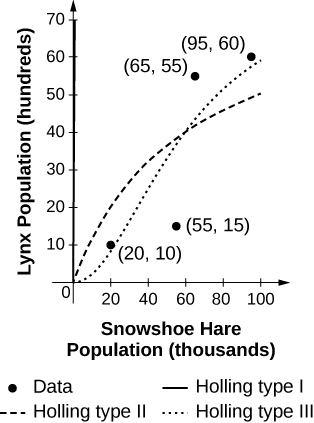 Lynx Population (hundreds)
70
60
50
40
30
20
10
0
20 40 60 80 100
(95, 60)
(65, 55)
(55, 15)
(20, 10)
Snowshoe Hare
Population (thousands)
Data
Holling type I
Holling type II
Holling type III